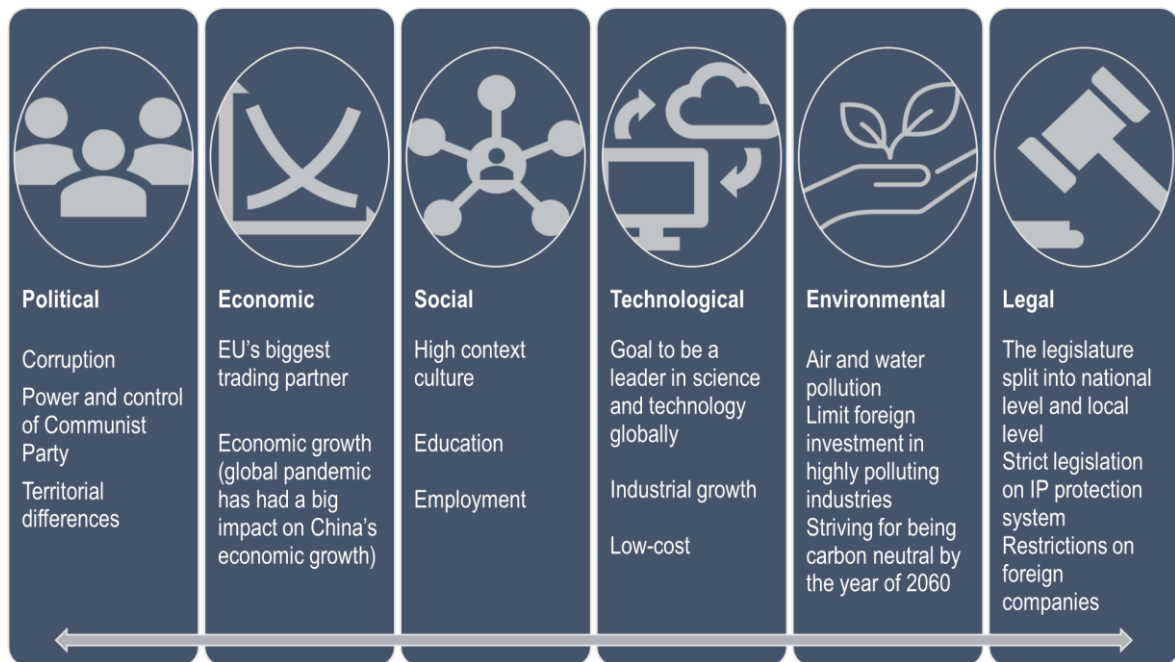 Political
Corruption
Power and control
of Communist
Party
Territorial
differences
Economic
EU's biggest
trading partner
Economic growth
(global pandemic
has had a big
impact on China's
economic growth)
Social
High context
culture
Education
Employment
Technological
Goal to be a
leader in science
and technology
globally
Industrial growth
Low-cost
Environmental
Air and water
pollution
Limit foreign
investment in
highly polluting
industries
Striving for being
carbon neutral by
the year of 2060
Legal
The legislature
split into national
level and local
level
Strict legislation
on IP protection
system
Restrictions on
foreign
companies